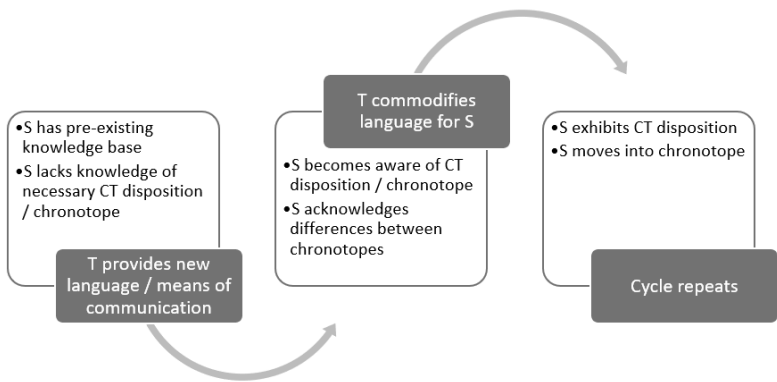 •S has pre-existing
knowledge base
•S lacks knowledge of
necessary CT disposition
/ chronotope
T provides new
language / means of
communication
T commodifies
language for S
•S becomes aware of CT
disposition / chronotope
•S acknowledges
differences between
chronotopes
•S exhibits CT disposition
•S moves into chronotope
Cycle repeats